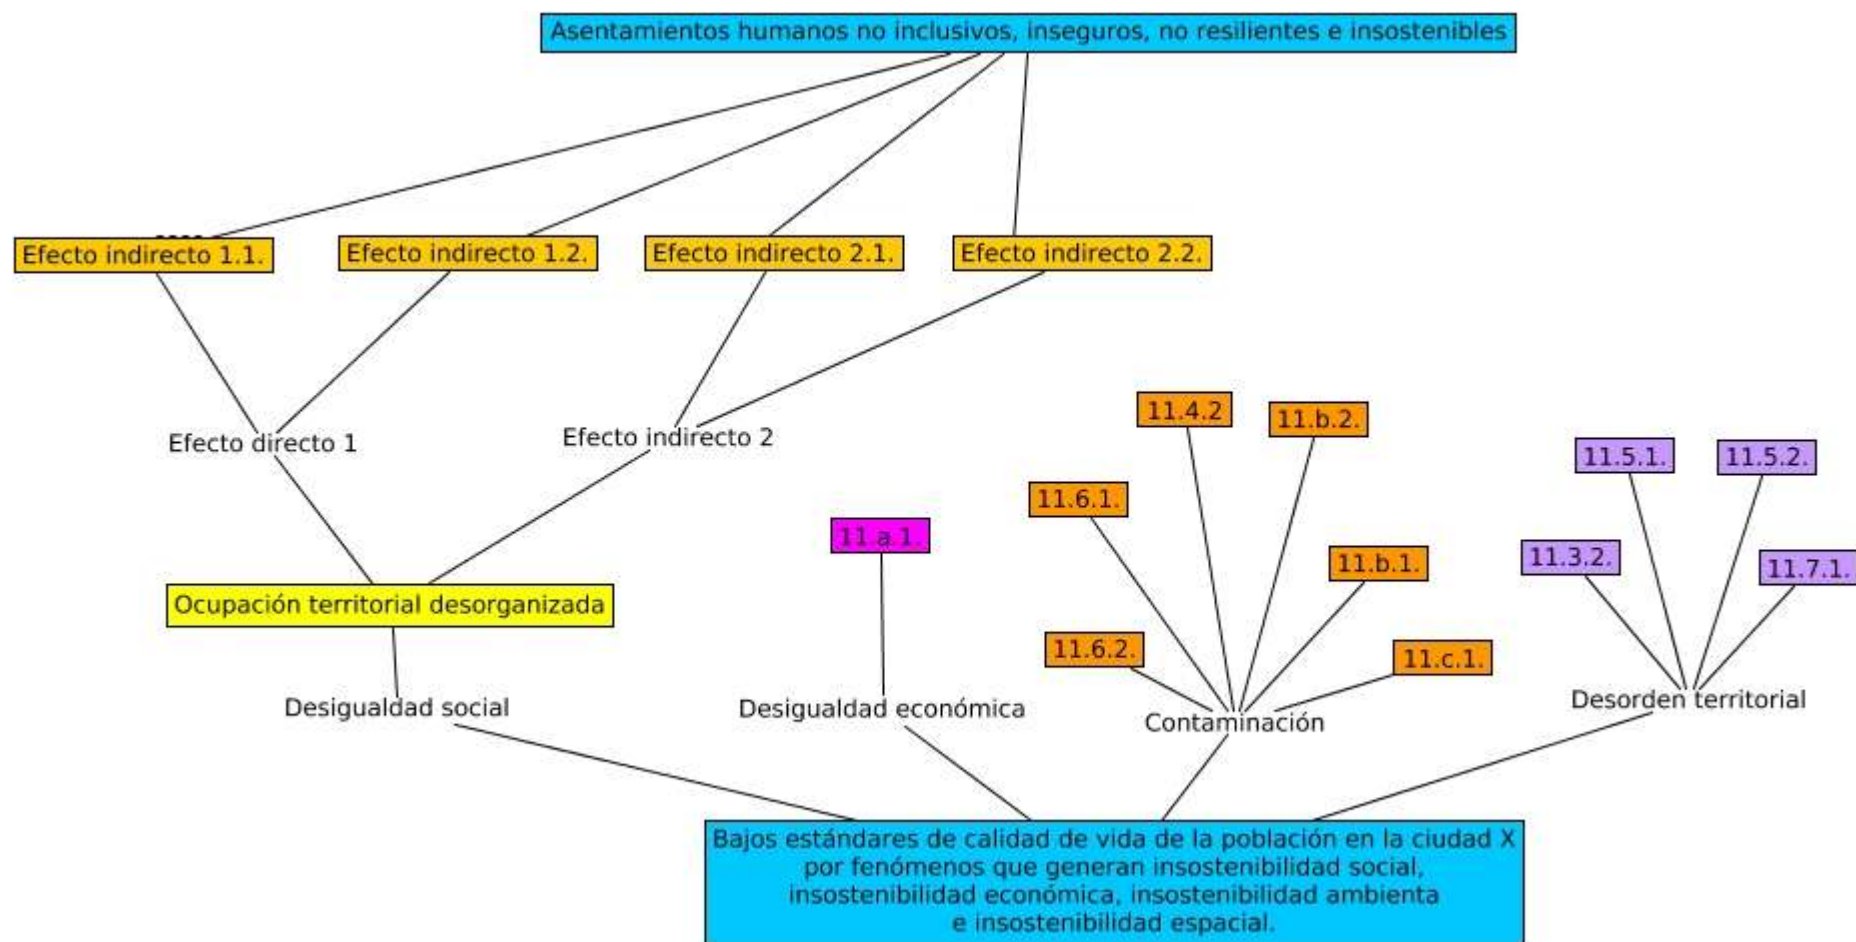 Asentamientos humanos no inclusivos, inseguros, no resilientes e insostenibles
Efecto indirecto 1.1.
Efecto indirecto 1.2.
Efecto indirecto 2.1.
Efecto indirecto 2.2.
Efecto directo 1
Efecto indirecto 2
11.4.2
11.b.2.
11.5.1.
11.5.2.
11.6.1.
11.a.1.
11.b.1.
11.3.2.
11.7.1.
Ocupación territorial desorganizada
11.6.2.
11.c.1.
Desigualdad social
Desigualdad económica
Contaminación
Desorden territorial
Bajos estándares de calidad de vida de la población en la ciudad X
por fenómenos que generan insostenibilidad social,
insostenibilidad económica, insostenibilidad ambienta
e insostenibilidad espacial.